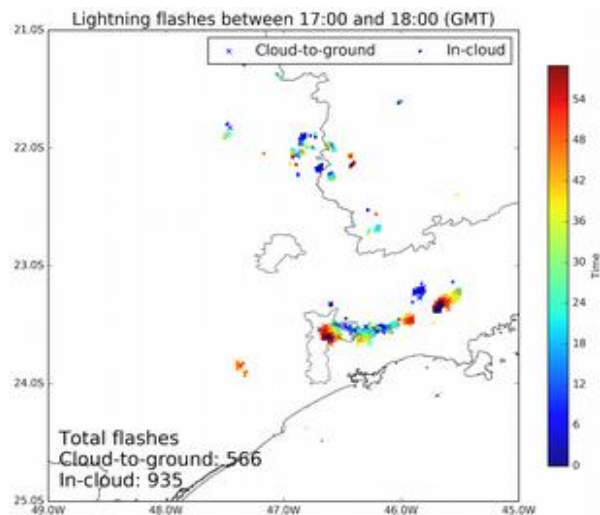 Lightning flashes between 17:00 and 18:00 (GMT)
Cloud-to-ground In-cloud
21.0S
22.0S
23.0S
24.0S
25.0S
49.0W 48.0W 47.0W 46.0W 45.0W
Total flashes
Cloud-to-ground: 566
In-cloud: 935
54
48
42
36
30
24
18
12
6
0
Time